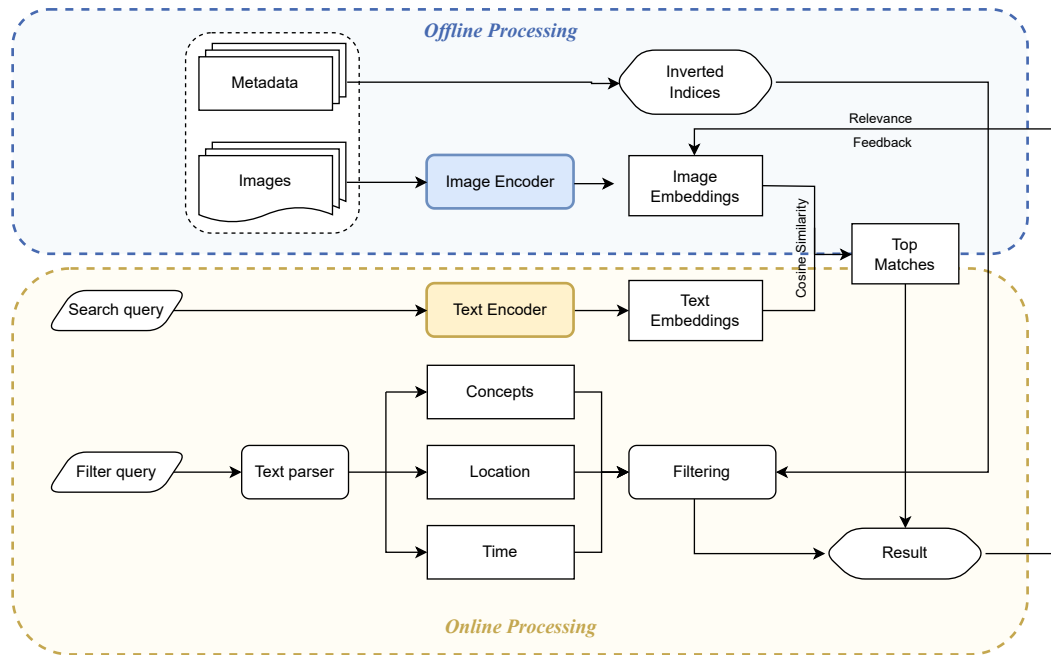 Offline Processing
Metadata
Inverted
Indices
Relevance
Feedback
Images
Image Encoder
Image
Embeddings
Cosine Similarity
Top
Matches
Search query
Text Encoder
Text
Embeddings
Concepts
Filter query
Text parser
Location
Filtering
Time
Result
Online Processing